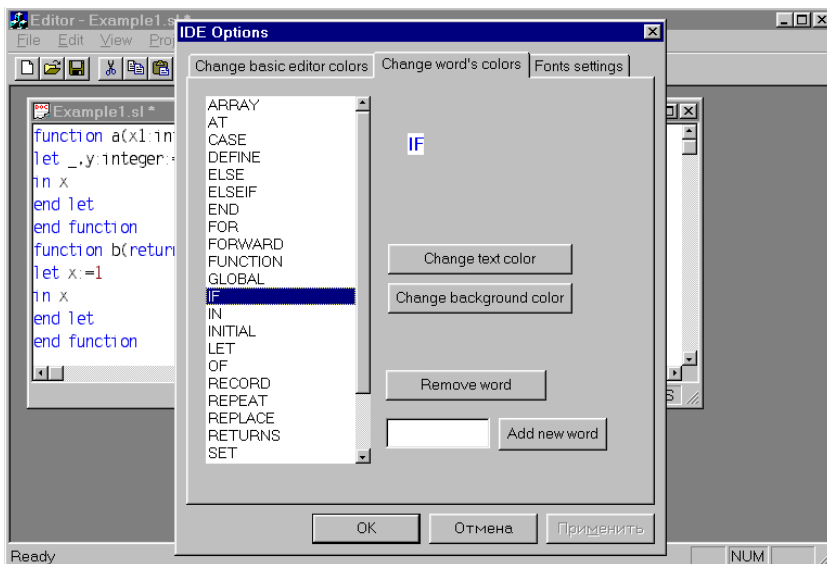 Editor - Example1.sl *
IDE Options
File Edit View
Change basic editor colors
Change word's colors
Fonts settings
Example1.sl *
function a(x1:
let _,y:integer:=
in x
end let
end function
function b(
let x:=1
in x
end let
end function
ARRAY
AT
CASE
DEFINE
ELSE
ELSEIF
END
FOR
FORWARD
FUNCTION
GLOBAL
IF
IN
INITIAL
LET
OF
RECORD
REPEAT
REPLACE
RETURNS
SET
IF
Change text color
Change background color
Remove word
Add new word
OK
Отмена
Применить
Ready
NUM